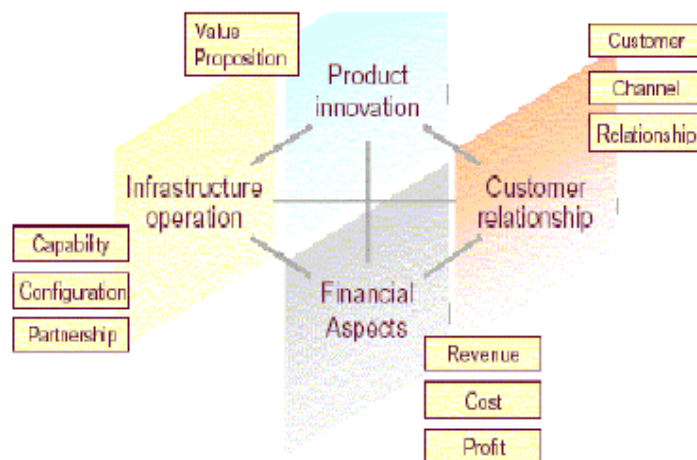 Value
Proposition
Product
innovation
Customer
Channel
Relationship
Infrastructure
operation
Customer
relationship
Capability
Configuration
Partnership
Financial
Aspects
Revenue
Cost
Profit